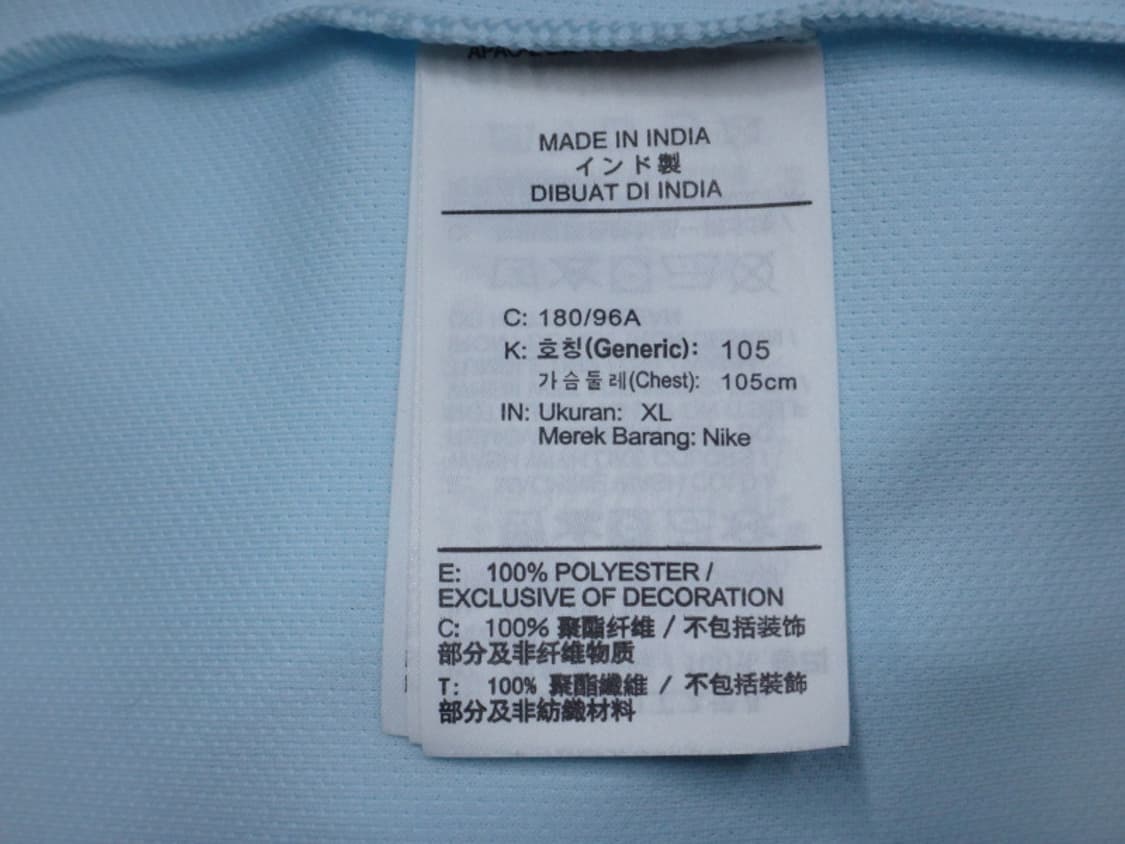 MADE IN INDIA
インド製
DIBUAT DI INDIA
C: 180/96A
K: 호칭(Generic): 105
가슴둘레(Chest): 105cm
IN: Ukuran: XL
Merek Barang: Nike
E: 100% POLYESTER /
EXCLUSIVE OF DECORATION
C: 100% 聚酯纤维 / 不包括装饰
部分及非纤维物质
T: 100% 聚酯纖維 / 不包括裝飾
部分及非紡織材料